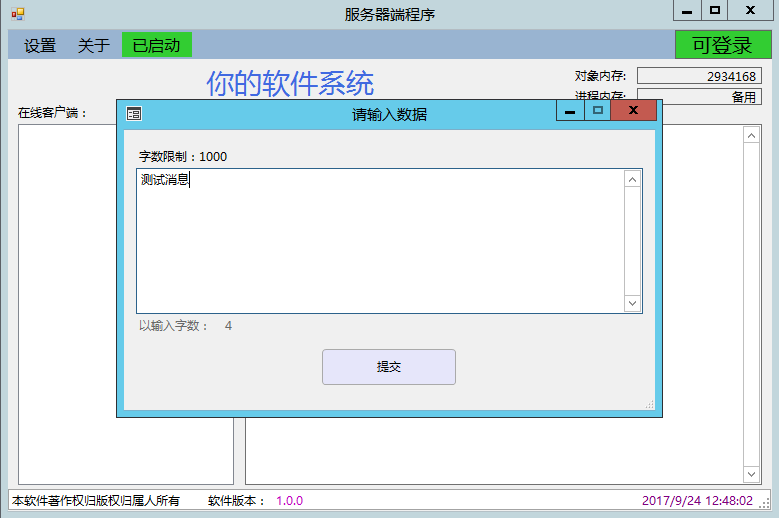 服务器端程序
设置 关于 已启动 可登录
你的软件系统
对象内存: 2934168
进程内存: 备用
在线客户端：
请输入数据
字数限制：1000
测试消息
以输入字数： 4
提交
本软件著作权归版权归属人所有 软件版本： 1.0.0 2017/9/24 12:48:02